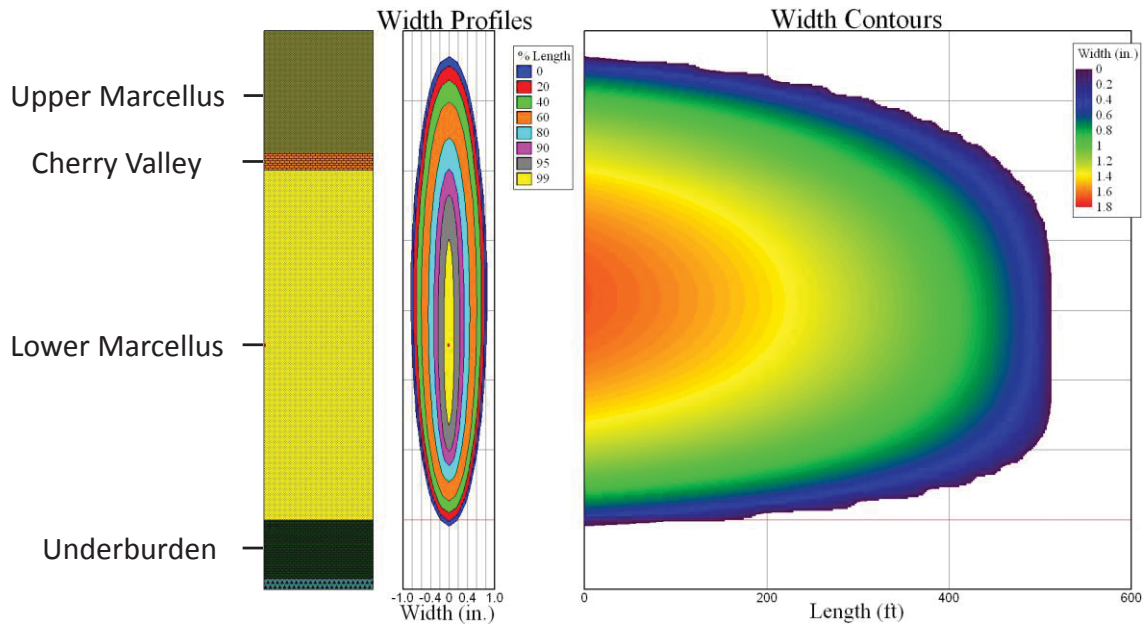 Upper Marcellus
Cherry Valley
Lower Marcellus
Underburden
Width Profiles
% Length
0
20
40
60
80
90
95
99
-1.0 -0.4 0 0.4 1.0
Width (in.)
Width Contours
Width (in.)
0
0.2
0.4
0.6
0.8
1
1.2
1.4
1.6
1.8
0 200 400 600
Length (ft)